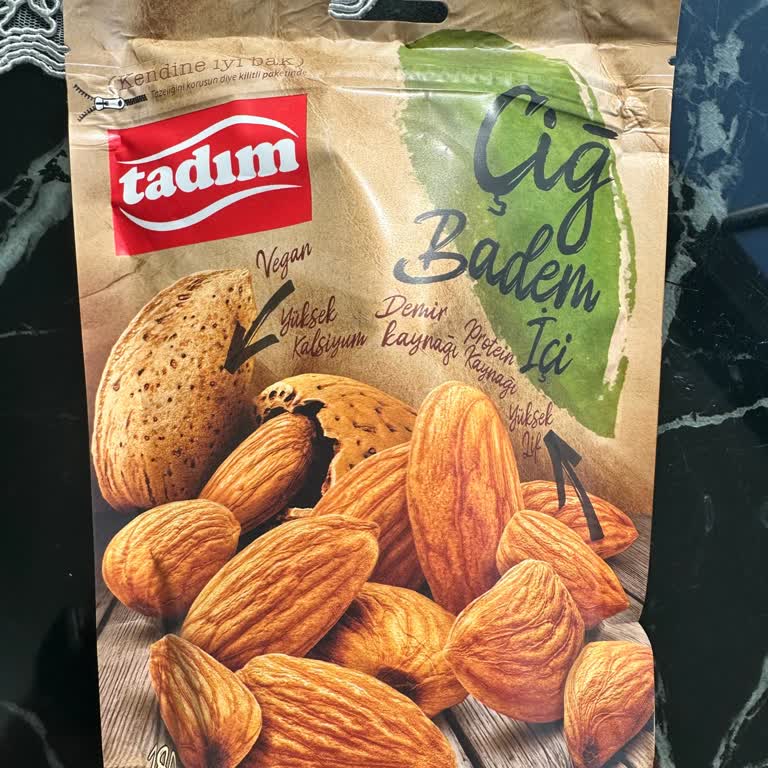 (Kendine iyi bak)
Tazeliğini korusun diye kilitli paketinde
tadım
Çiğ
Badem
İçi
Vegan
Yüksek
Kalsiyum
Demir
kaynağı
Protein
Kaynağı
Yüksek
Lif